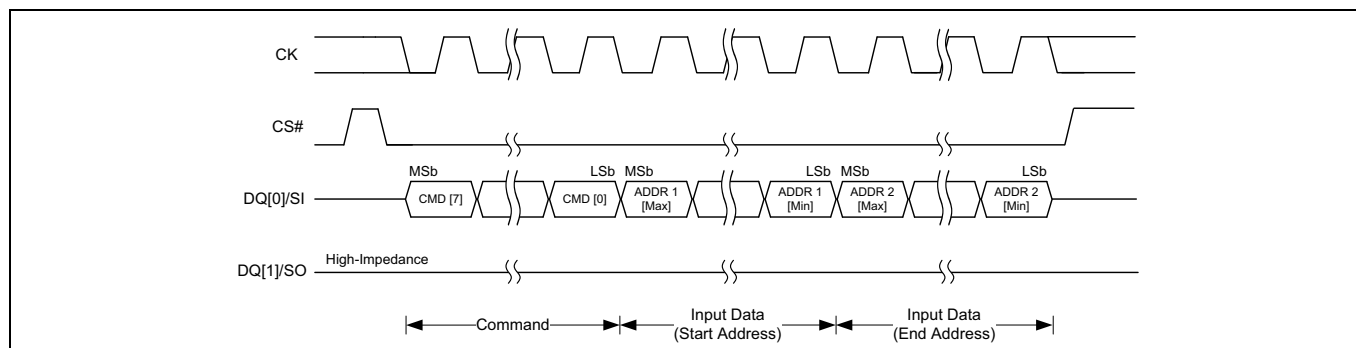 CK
CS#
MSb LSb MSb LSb MSb LSb
DQ[0]/SI CMD [7] CMD [0] ADDR 1 ADDR 1 ADDR 2 ADDR 2
[Max] [Min] [Max] [Min]
High-Impedance
DQ[1]/SO
Command Input Data Input Data
(Start Address) (End Address)